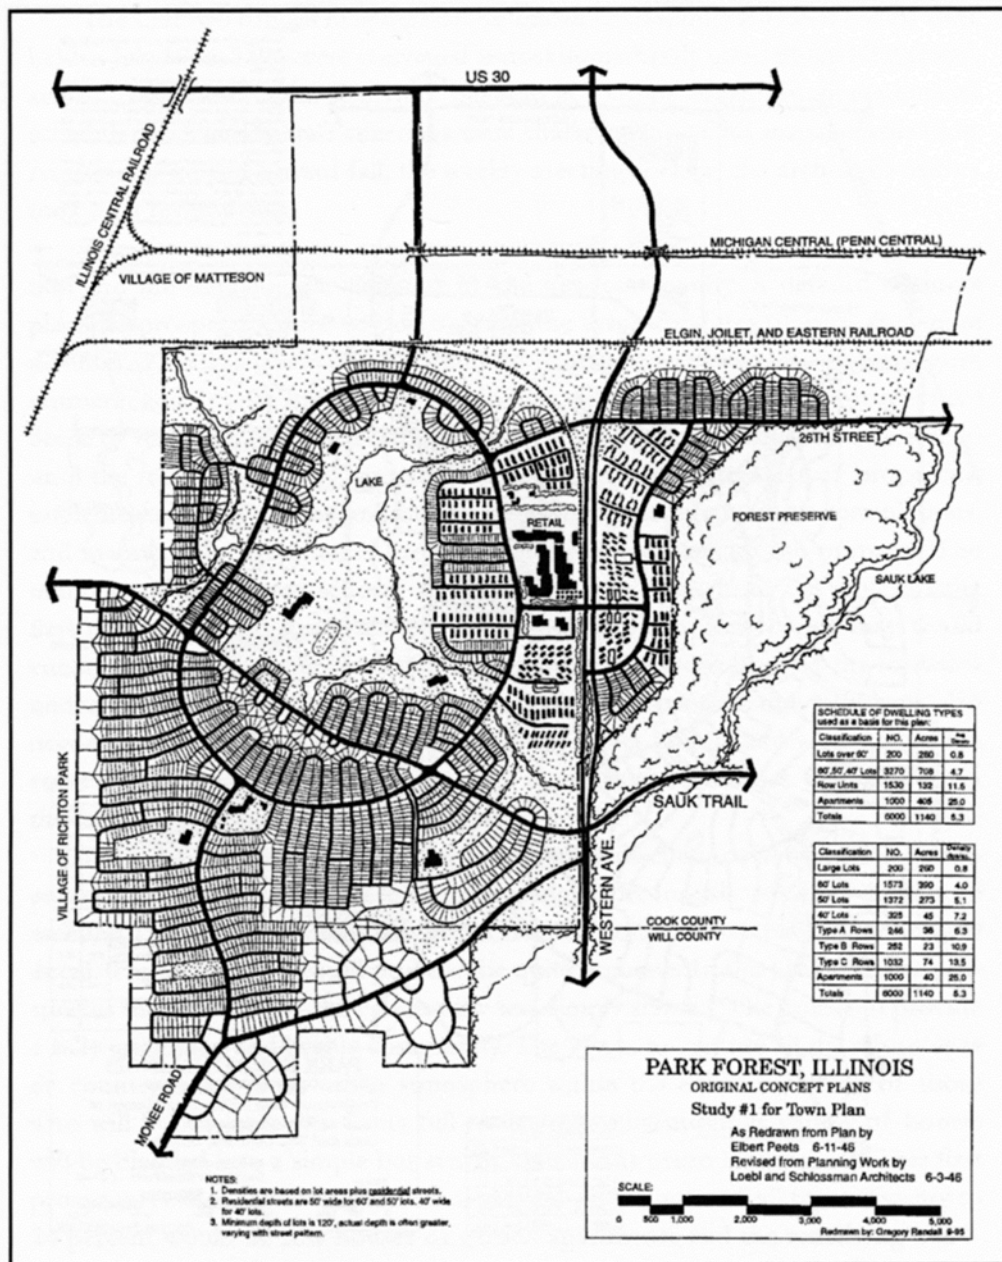 US 30
ILLINOIS CENTRAL RAILROAD
MICHIGAN CENTRAL (PENN CENTRAL)
VILLAGE OF MATTESON
ELGIN, JOILET, AND EASTERN RAILROAD
26TH STREET
LAKE
RETAIL
FOREST PRESERVE
SAUK LAKE
VILLAGE OF RICHTON PARK
SAUK TRAIL
WESTERN AVE.
COOK COUNTY
WILL COUNTY
MONEE ROAD
SCHEDULE OF DWELLING TYPES
used as a basis for this plan:
Classification NO. Acres
Lots over 60' 200 260 0.8
60', 50', 40' Lots 3270 708 4.7
Row Units 1530 132 11.5
Apartments 1000 405 25.0
Totals 6000 1140 5.3
Classification NO. Acres Density
Large Lots 200 260 0.8
60' Lots 1573 390 4.0
50' Lots 1372 273 5.1
40' Lots 325 45 7.2
Type A Rows 246 36 6.3
Type B Rows 252 23 10.9
Type C Rows 1032 74 13.5
Apartments 1000 40 25.0
Totals 6000 1140 5.3
NOTES:
1. Densities are based on lot areas plus residential streets.
2. Residential streets are 50' wide for 60' and 50' lots, 40' wide
for 40' lots.
3. Minimum depth of lots is 120', actual depth is often greater,
varying with street pattern.
PARK FOREST, ILLINOIS
ORIGINAL CONCEPT PLANS
Study #1 for Town Plan
As Redrawn from Plan by
Elbert Peets 6-11-46
Revised from Planning Work by
Loebl and Schlossman Architects 6-3-46
SCALE:
0 500 1,000 2,000 3,000 4,000 5,000
Redrawn by: Gregory Randall 9-95